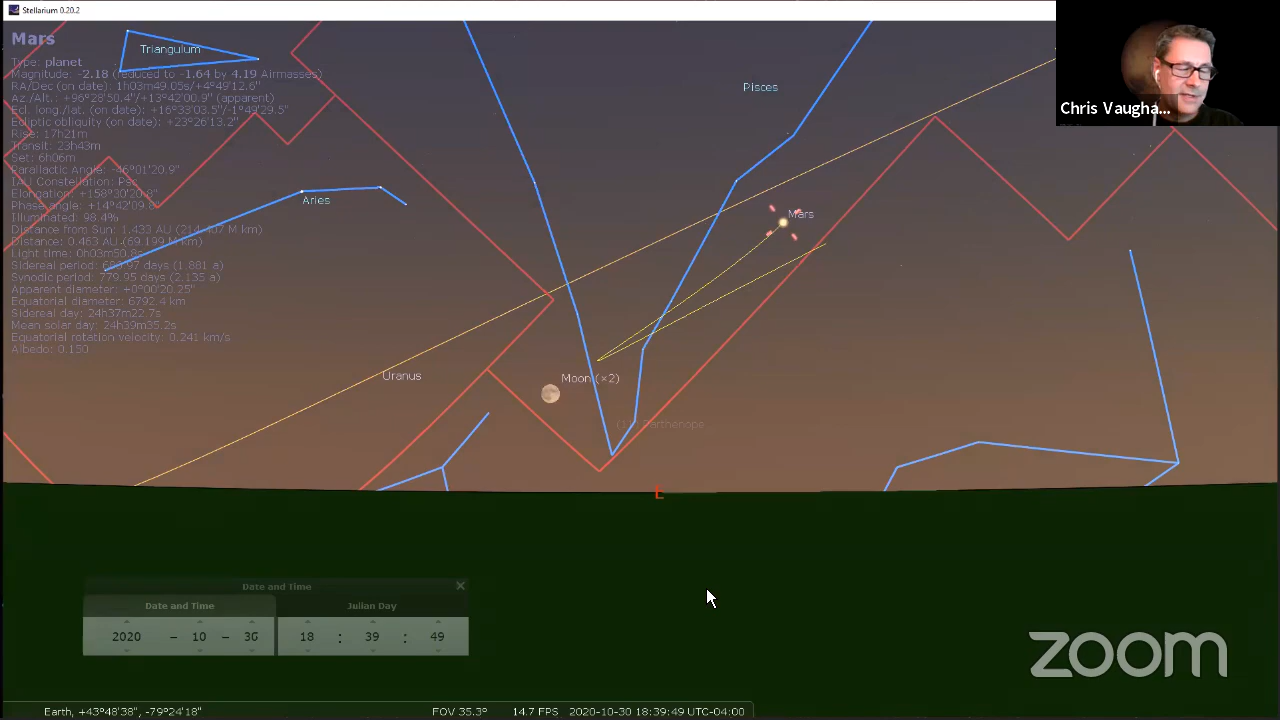 Stellarium 0.20.2
Mars
Type: planet
Magnitude: -2.18 (reduced to -1.64 by 4.19 Airmasses)
RA/Dec (on date): 1h03m49.05s/+4°49'12.6"
Az./Alt.: +96°28'50.4"/+13°42'00.9" (apparent)
Ecl. long./lat. (on date): +16°33'03.5"/-1°49'29.5"
Ecliptic obliquity (on date): +23°26'13.2"
Rise: 17h21m
Transit: 23h43m
Set: 6h06m
Parallactic Angle: -46°01'20.9"
IAU Constellation: Psc
Elongation: +158°30'20.8"
Phase angle: +14°42'09.8"
Illuminated: 98.4%
Distance from Sun: 1.433 AU M km)
Distance: 0.463 AU (69.199 M km)
Light time: 0h03m50.8s
Sidereal period: days (1.881 a)
Synodic period: 779.95 days (2.135 a)
Apparent diameter: +0°00'20.25"
Equatorial diameter: 6792.4 km
Sidereal day: 24h37m22.7s
Mean solar day: 24h39m35.2s
Equatorial rotation velocity: 0.241 km/s
Albedo: 0.150
Triangulum
Pisces
Aries
Mars
Uranus
Moon (×2)
Parthenope
Chris Vaugha...
Date and Time
Date and Time Julian Day
2020 - 10 - 30 18 : 39 : 49
zoom
Earth, +43°48'38", -79°24'18" FOV 35.3° 14.7 FPS 2020-10-30 18:39:49 UTC-04:00